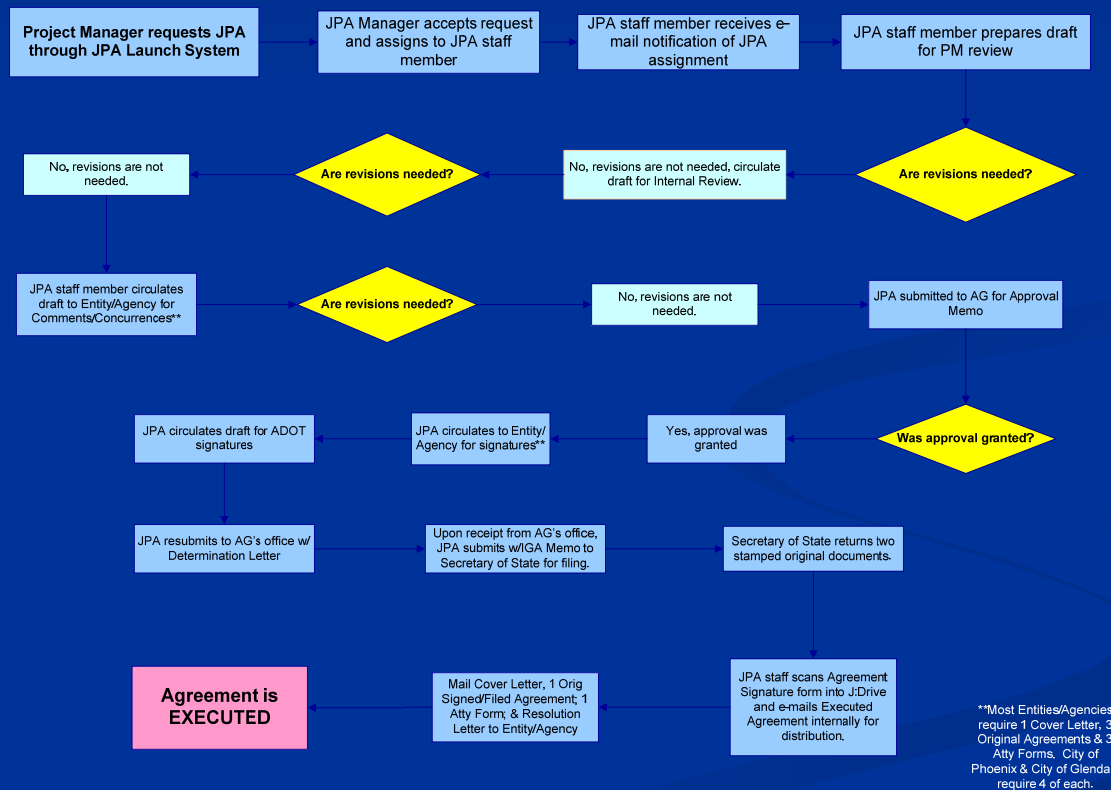 Project Manager requests JPA
through JPA Launch System
JPA Manager accepts request
and assigns to JPA staff
member
JPA staff member receives e-
mail notification of JPA
assignment
JPA staff member prepares draft
for PM review
Are revisions needed?
No, revisions are not needed, circulate
draft for Internal Review.
Are revisions needed?
No, revisions are not
needed.
JPA staff member circulates
draft to Entity/Agency for
Comments/Concurrences**
Are revisions needed?
No, revisions are not
needed.
JPA submitted to AG for Approval
Memo
Was approval granted?
Yes, approval was
granted
JPA circulates to Entity/
Agency for signatures**
JPA circulates draft for ADOT
signatures
JPA resubmits to AG's office w/
Determination Letter
Upon receipt from AG's office,
JPA submits w/IGA Memo to
Secretary of State for filing.
Secretary of State returns two
stamped original documents.
JPA staff scans Agreement
Signature form into J:Drive
and e-mails Executed
Agreement internally for
distribution.
Mail Cover Letter, 1 Orig
Signed/Filed Agreement; 1
Atty Form; & Resolution
Letter to Entity/Agency
Agreement is
EXECUTED
**Most Entities/Agencies
require 1 Cover Letter, 3
Original Agreements & 3
Atty Forms. City of
Phoenix & City of Glenda
require 4 of each.